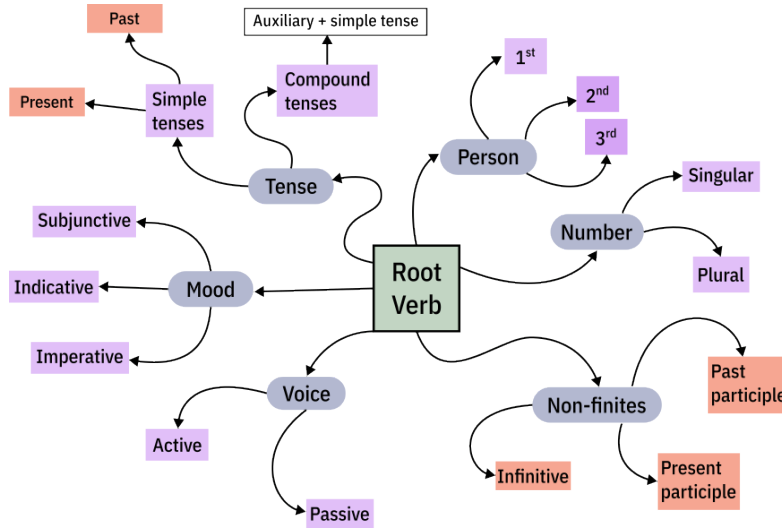 Past
Auxiliary + simple tense
1st
Present
Simple
tenses
Compound
tenses
2nd
3rd
Person
Tense
Singular
Subjunctive
Number
Root
Verb
Plural
Indicative
Mood
Imperative
Past
participle
Voice
Non-finites
Active
Infinitive
Present
participle
Passive